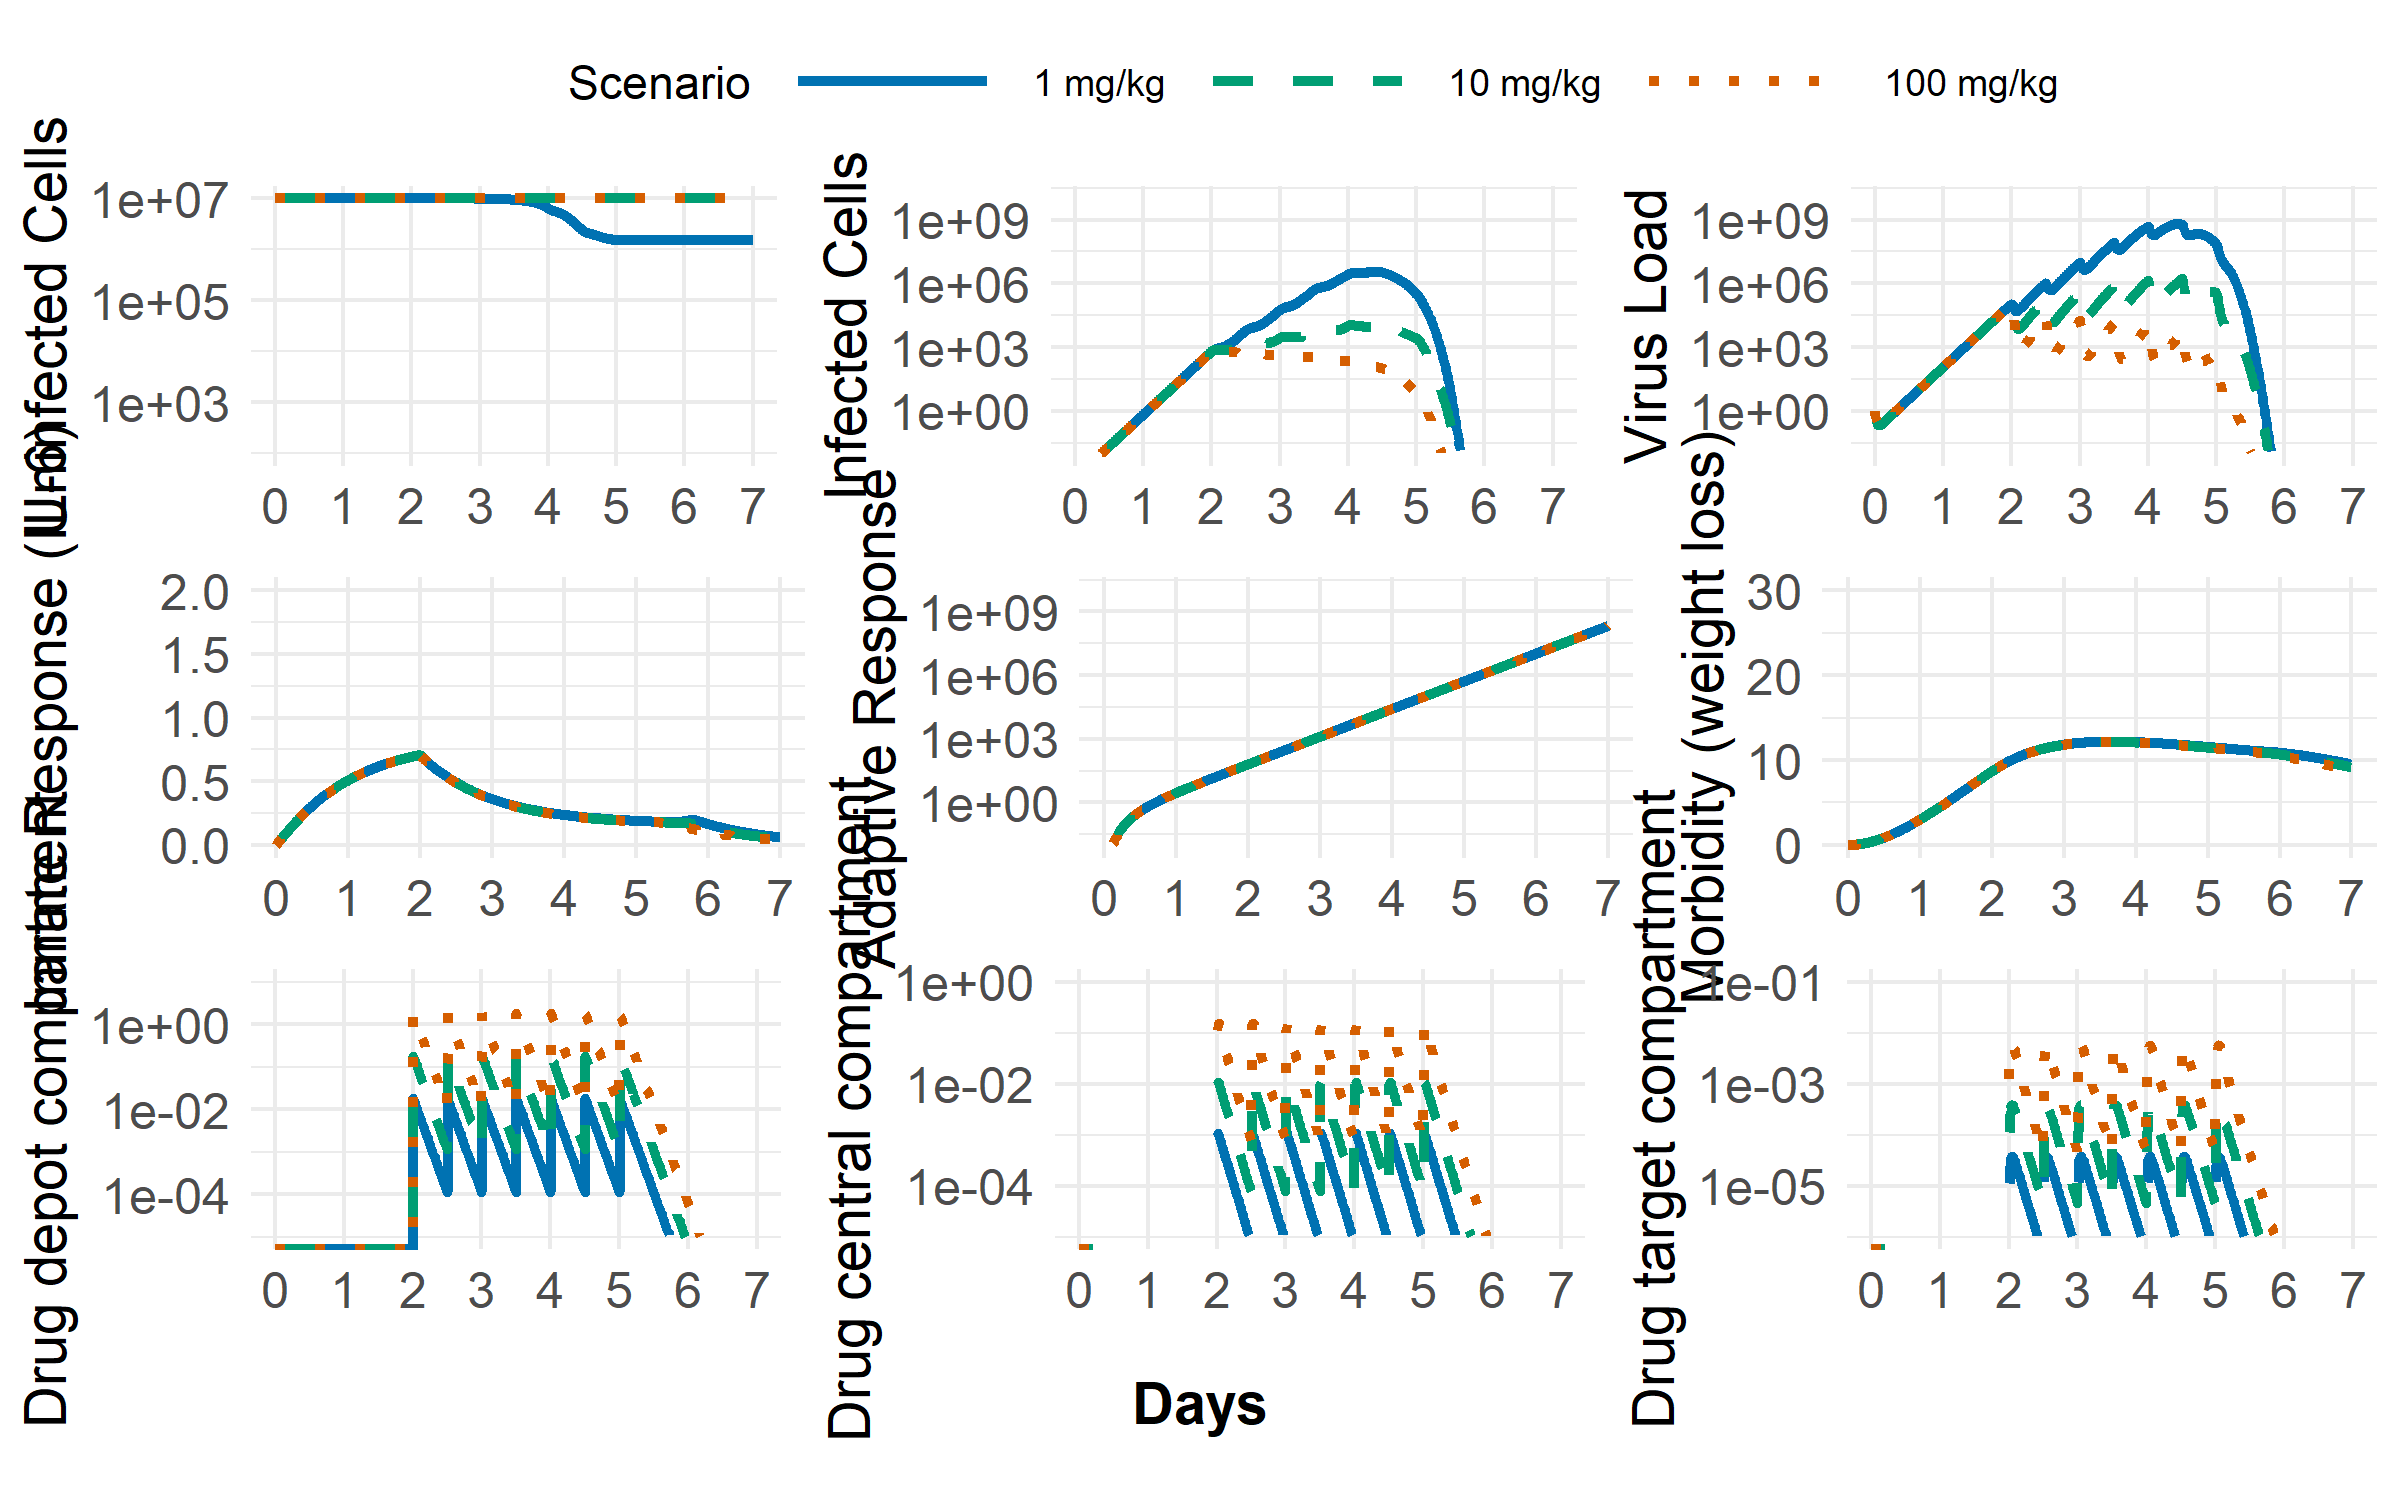 Scenario 1 mg/kg 10 mg/kg 100 mg/kg
Uninfected Cells
1e+07
1e+05
1e+03
0 1 2 3 4 5 6 7
Infected Cells
1e+09
1e+06
1e+03
1e+00
0 1 2 3 4 5 6 7
Virus Load
1e+09
1e+06
1e+03
1e+00
0 1 2 3 4 5 6 7
Innate Response (IL-6)
2.0
1.5
1.0
0.5
0.0
0 1 2 3 4 5 6 7
Adaptive Response
1e+09
1e+06
1e+03
1e+00
0 1 2 3 4 5 6 7
Morbidity (weight loss)
30
20
10
0
0 1 2 3 4 5 6 7
Drug depot compartment
1e+00
1e-02
1e-04
0 1 2 3 4 5 6 7
Drug central compartment
1e+00
1e-02
1e-04
0 1 2 3 4 5 6 7
Drug target compartment
1e-01
1e-03
1e-05
0 1 2 3 4 5 6 7
Days